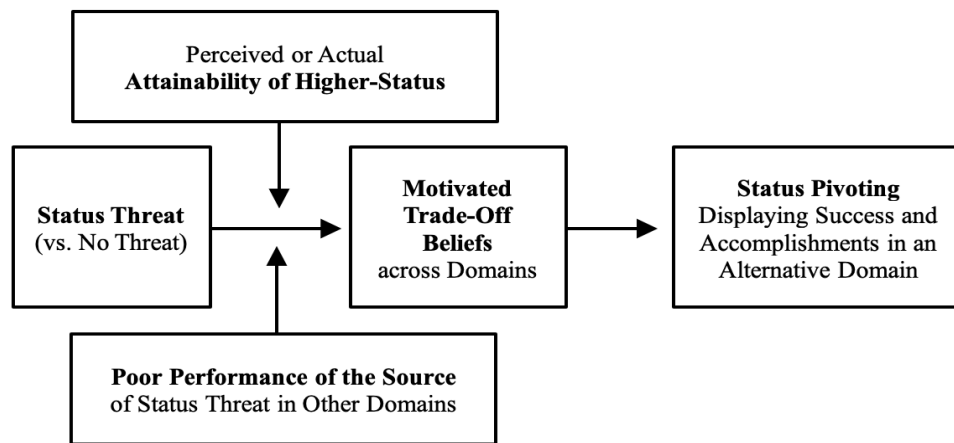 Perceived or Actual
Attainability of Higher-Status
Status Threat
(vs. No Threat)
Motivated
Trade-Off
Beliefs
across Domains
Status Pivoting
Displaying Success and
Accomplishments in an
Alternative Domain
Poor Performance of the Source
of Status Threat in Other Domains